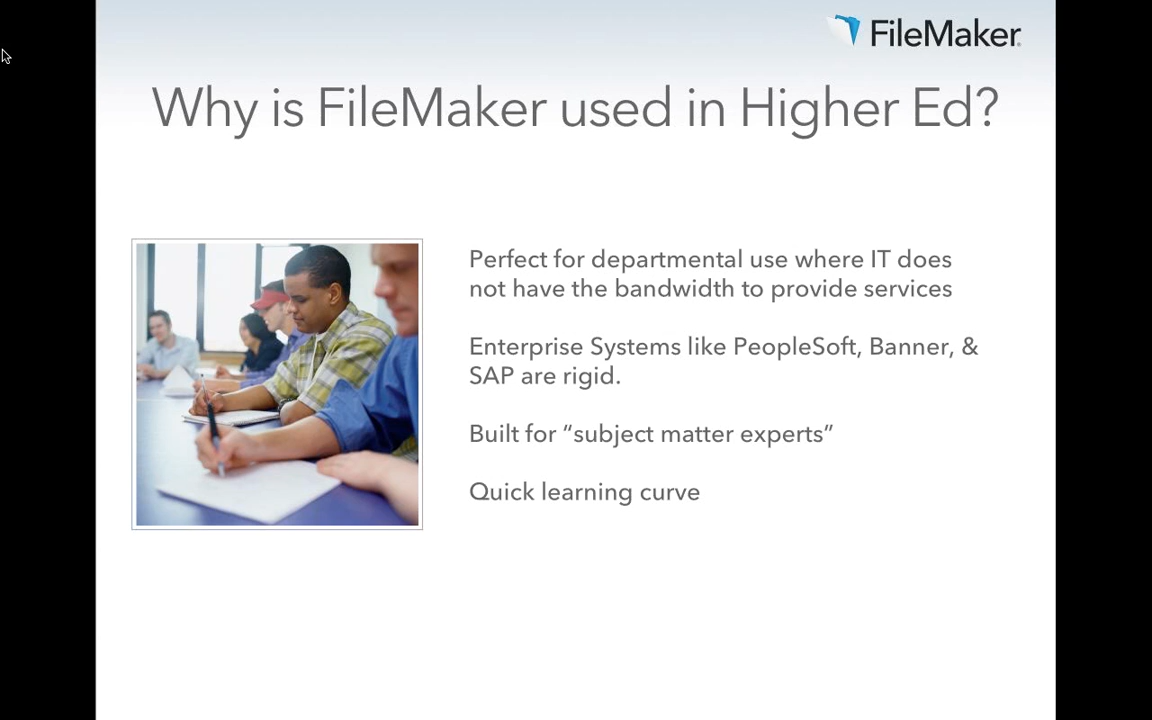 FileMaker
Why is FileMaker used in Higher Ed?
Perfect for departmental use where IT does
not have the bandwidth to provide services
Enterprise Systems like PeopleSoft, Banner, &
SAP are rigid.
Built for “subject matter experts”
Quick learning curve